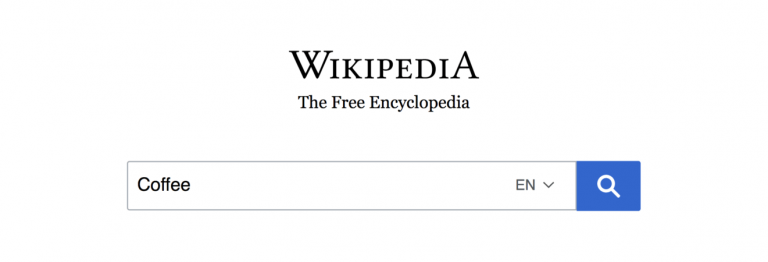 WIKIPEDIA
The Free Encyclopedia
Coffee EN